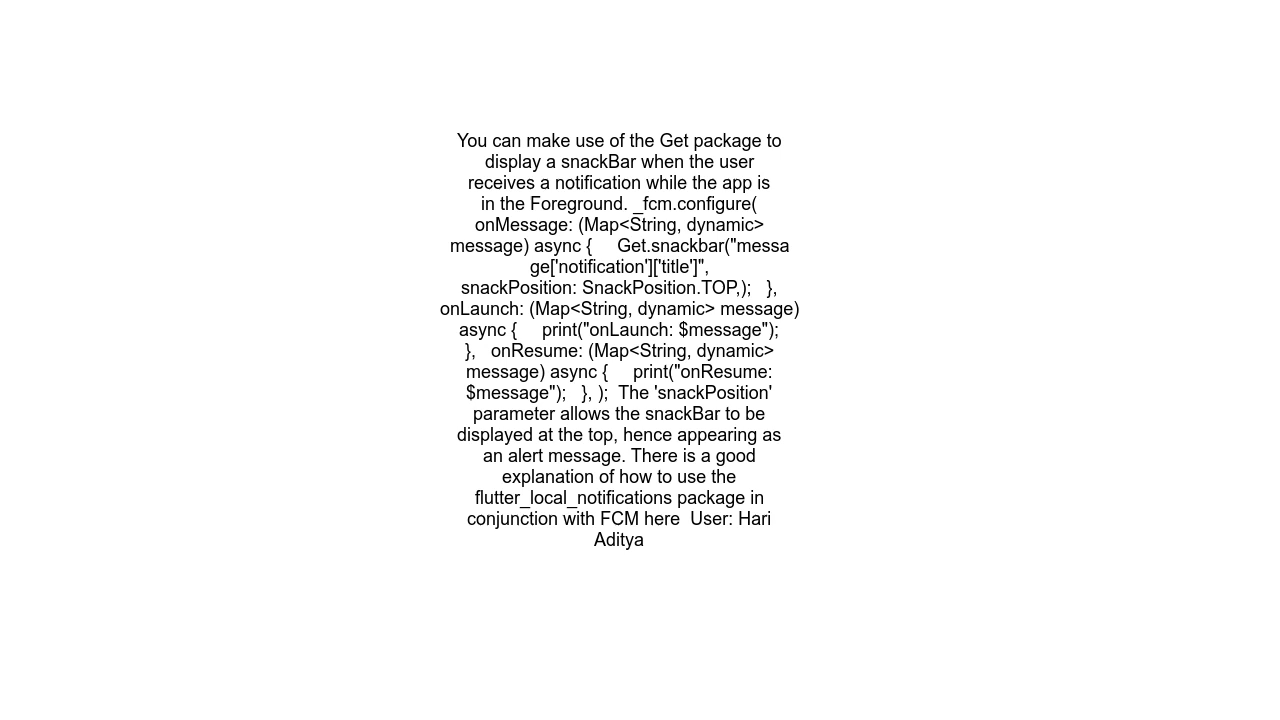 You can make use of the Get package to
display a snackBar when the user
receives a notification while the app is
in the Foreground. _fcm.configure(
onMessage: (Map<String, dynamic>
message) async {     Get.snackbar("messa
ge['notification']['title']",
snackPosition: SnackPosition.TOP,);   },
onLaunch: (Map<String, dynamic> message)
async {     print("onLaunch: $message");
},   onResume: (Map<String, dynamic>
message) async {     print("onResume:
$message");   }, );  The 'snackPosition'
parameter allows the snackBar to be
displayed at the top, hence appearing as
an alert message. There is a good
explanation of how to use the
flutter_local_notifications package in
conjunction with FCM here  User: Hari
Aditya